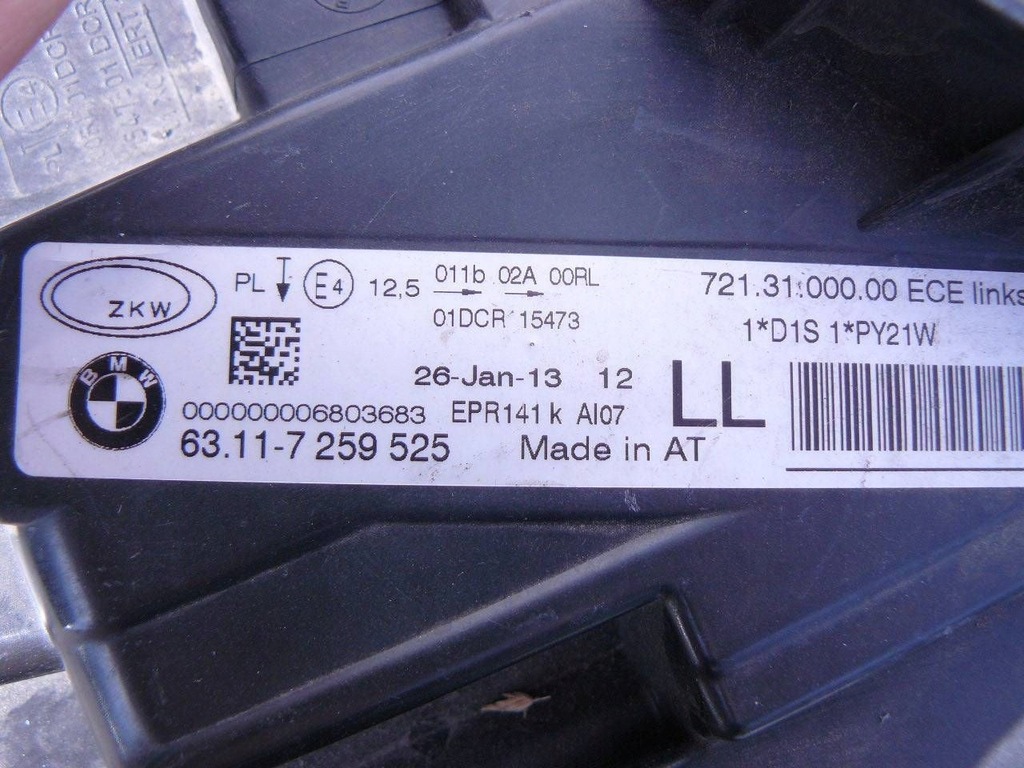 ZKW
PL E4 12,5 011b 02A 00RL
01DCR 15473
721.31.000.00 ECE links
1*D1S 1*PY21W
26-Jan-13 12
LL
BMW
000000006803683 EPR141 k AI07
63.11-7 259 525 Made in AT
E4